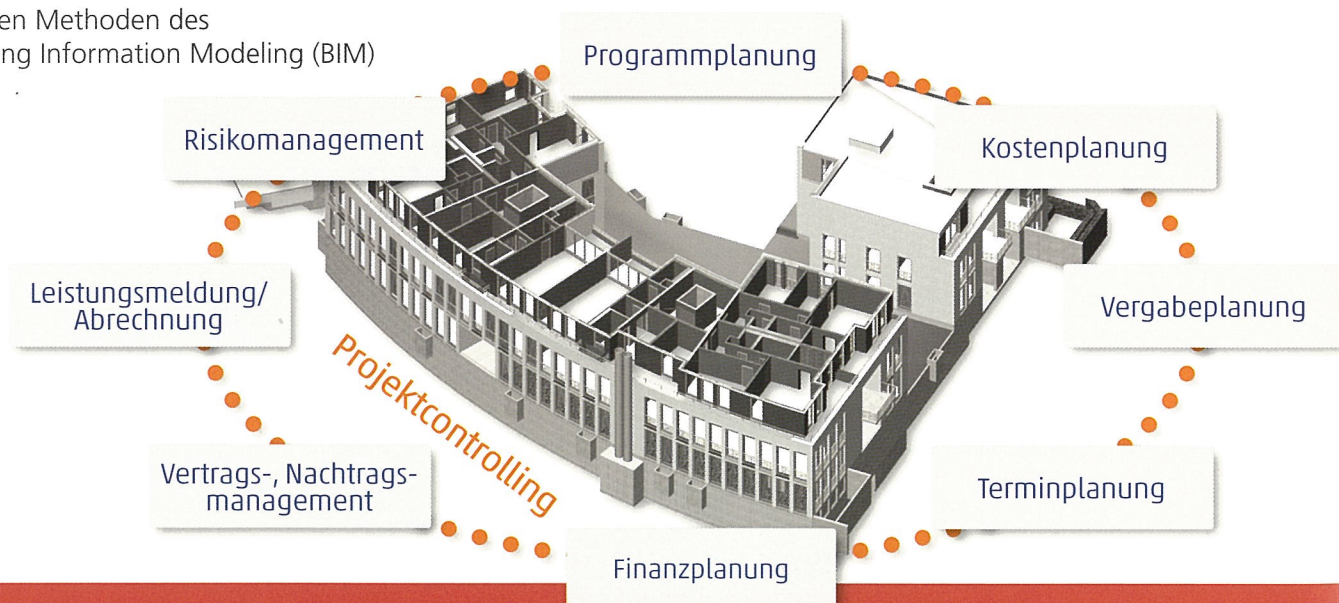 en Methoden des
ng Information Modeling (BIM)
Programmplanung
Risikomanagement
Kostenplanung
Leistungsmeldung/
Abrechnung
Vergabeplanung
Projektcontrolling
Vertrags-, Nachtrags-
management
Terminplanung
Finanzplanung